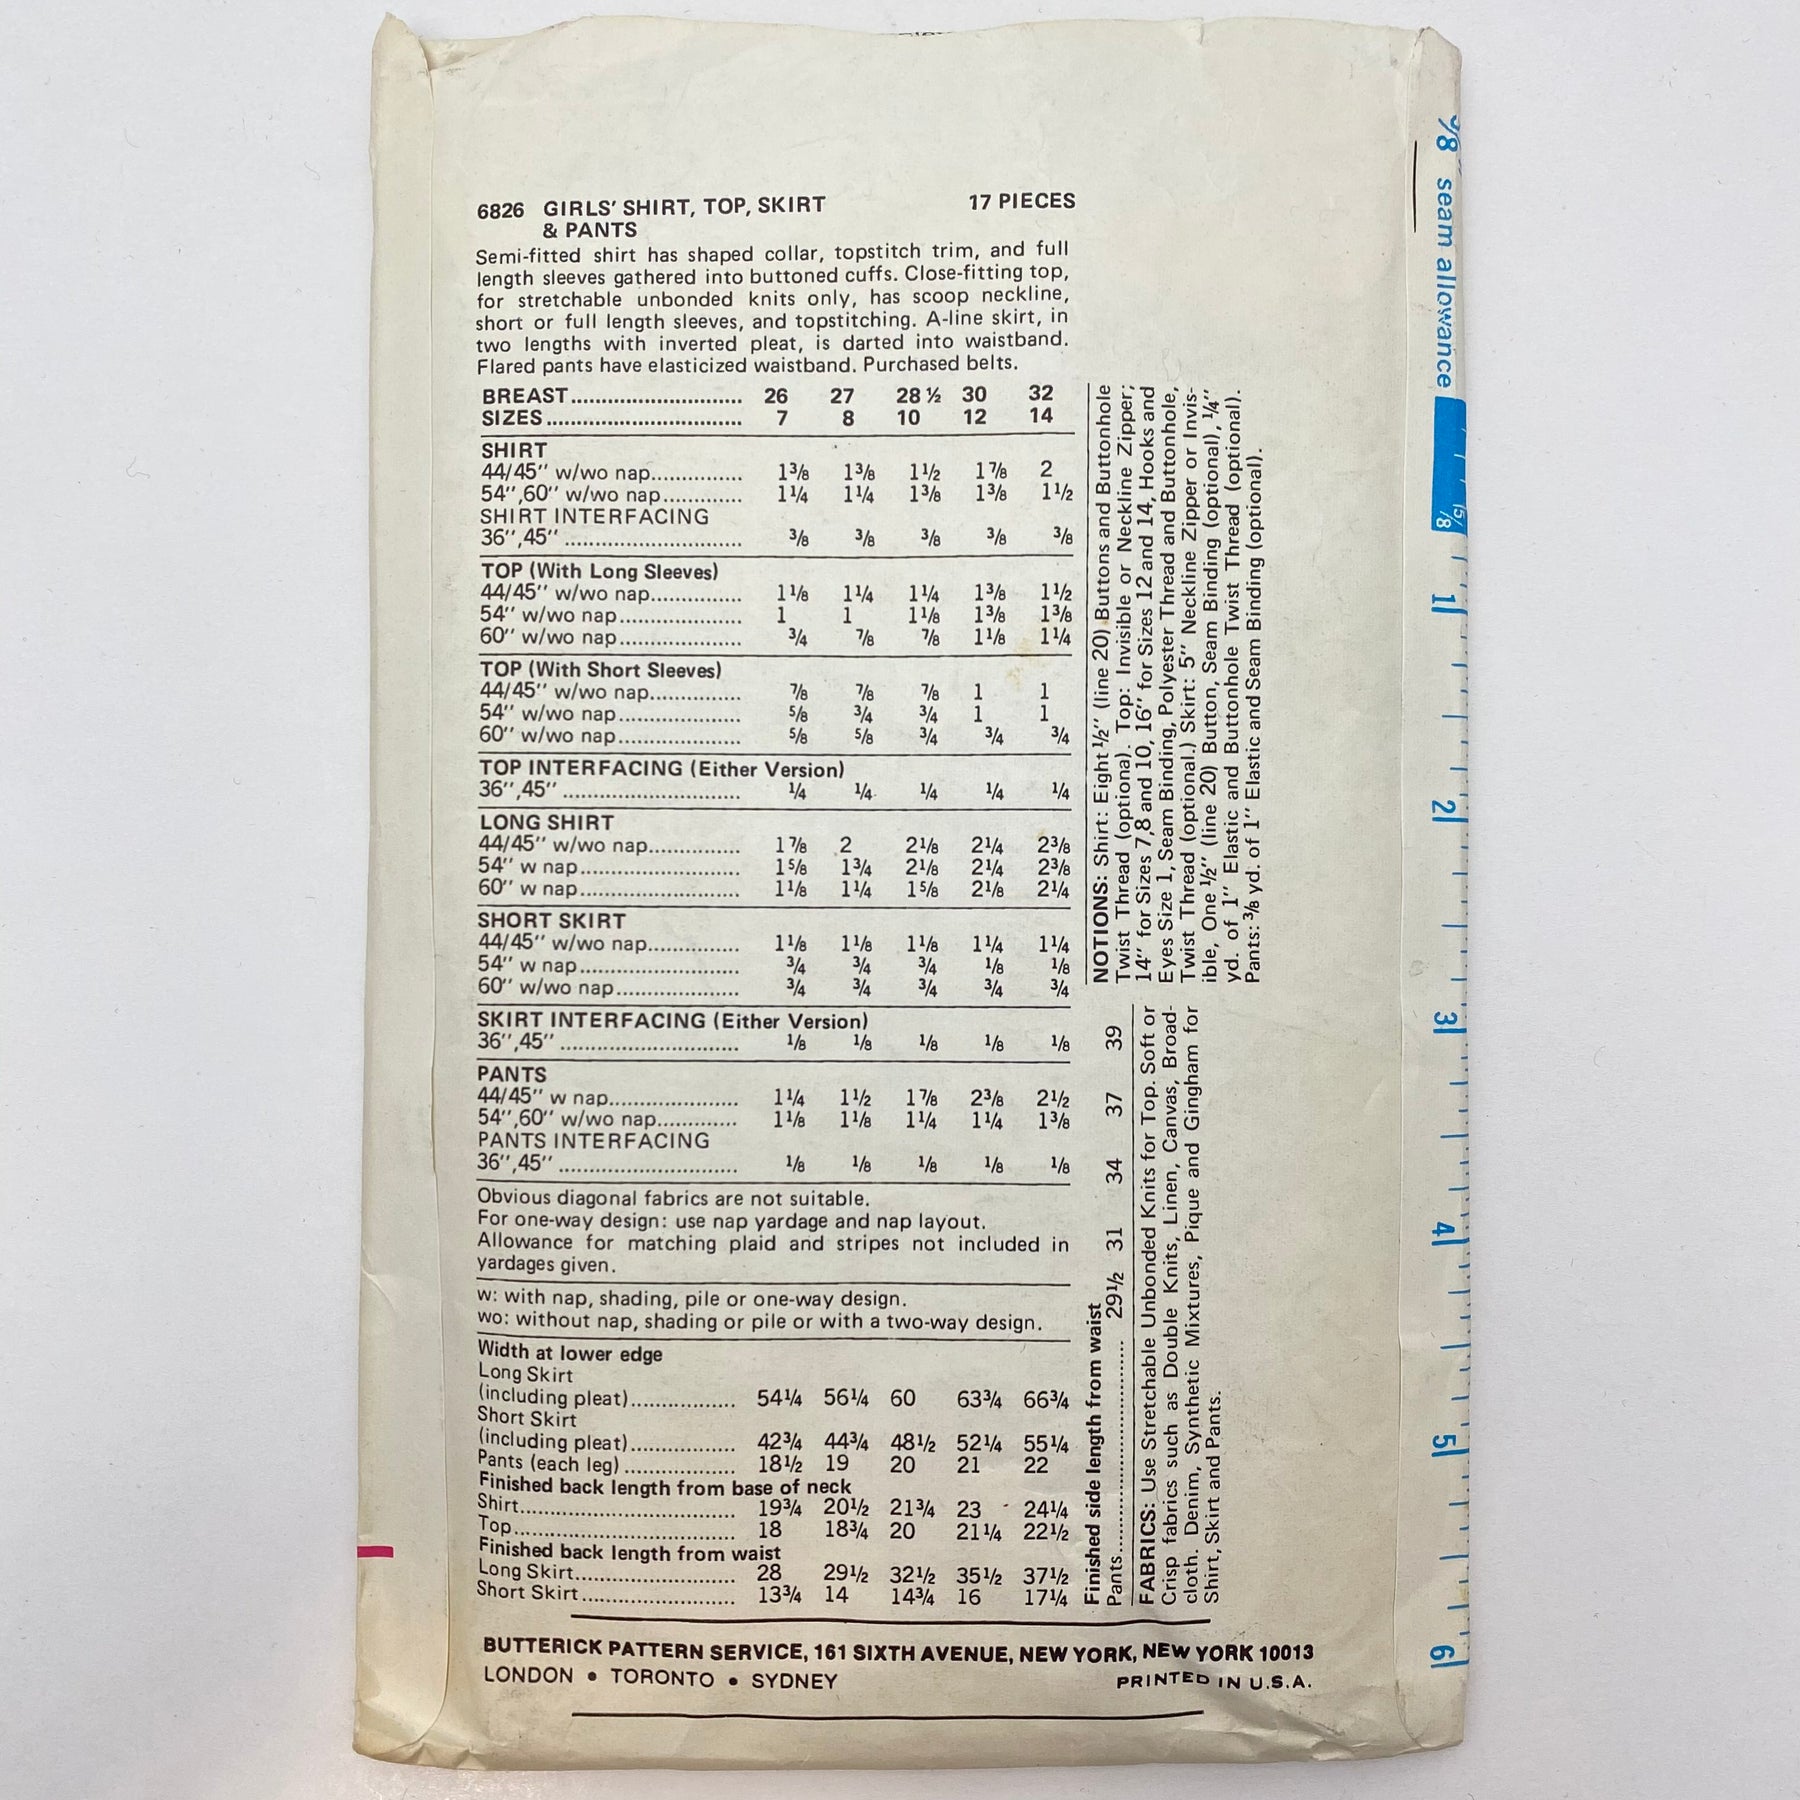 6826 GIRLS' SHIRT, TOP, SKIRT 17 PIECES
& PANTS
Semi-fitted shirt has shaped collar, topstitch trim, and full
length sleeves gathered into buttoned cuffs. Close-fitting top,
for stretchable unbonded knits only, has scoop neckline,
short or full length sleeves, and topstitching. A-line skirt, in
two lengths with inverted pleat, is darted into waistband.
Flared pants have elasticized waistband. Purchased belts.
BREAST.............................. 26 27 28 ½ 30 32
SIZES................................. 7 8 10 12 14
SHIRT
44/45" w/wo nap................ 1⅜ 1⅜ 1½ 1⅞ 2
54",60" w/wo nap............. 1¼ 1¼ 1⅜ 1⅜ 1½
SHIRT INTERFACING
36",45" ............................. ⅜ ⅜ ⅜ ⅜ ⅜
TOP (With Long Sleeves)
44/45" w/wo nap................ 1⅛ 1¼ 1¼ 1⅜ 1½
54" w/wo nap.................... 1 1 1⅛ 1⅜ 1⅜
60" w/wo nap.................... ¾ ⅞ ⅞ 1⅛ 1¼
TOP (With Short Sleeves)
44/45" w/wo nap................ ⅞ ⅞ ⅞ 1 1
54" w/wo nap.................... ⅝ ¾ ¾ 1 1
60" w/wo nap.................... ⅝ ⅝ ¾ ¾ ¾
TOP INTERFACING (Either Version)
36",45" ............................. ¼ ¼ ¼ ¼ ¼
LONG SHIRT
44/45" w/wo nap................ 1⅞ 2 2⅛ 2¼ 2⅜
54" w nap.......................... 1⅝ 1¾ 2⅛ 2¼ 2⅜
60" w nap.......................... 1⅛ 1¼ 1⅝ 2⅛ 2¼
SHORT SKIRT
44/45" w/wo nap................ 1⅛ 1⅛ 1⅛ 1¼ 1¼
54" w nap.......................... ¾ ¾ ¾ ⅛ ⅛
60" w/wo nap.................... ¾ ¾ ¾ ¾ ¾
SKIRT INTERFACING (Either Version)
36",45" ............................. ⅛ ⅛ ⅛ ⅛ ⅛
PANTS
44/45" w nap..................... 1¼ 1½ 1⅞ 2⅜ 2½
54",60" w/wo nap............. 1⅛ 1⅛ 1¼ 1¼ 1⅜
PANTS INTERFACING
36",45" ............................. ⅛ ⅛ ⅛ ⅛ ⅛
Obvious diagonal fabrics are not suitable.
For one-way design: use nap yardage and nap layout.
Allowance for matching plaid and stripes not included in
yardages given.
w: with nap, shading, pile or one-way design.
wo: without nap, shading or pile or with a two-way design.
Width at lower edge
Long Skirt
(including pleat)................. 54¼ 56¼ 60 63¾ 66¾
Short Skirt
(including pleat)................. 42¾ 44¾ 48½ 52¼ 55¼
Pants (each leg) .................. 18½ 19 20 21 22
Finished back length from base of neck
Shirt................................... 19¾ 20½ 21¾ 23 24¼
Top.................................... 18 18¾ 20 21¼ 22½
Finished back length from waist
Long Skirt.......................... 28 29½ 32½ 35½ 37½
Short Skirt......................... 13¾ 14 14¾ 16 17¼
NOTIONS: Shirt: Eight ½" (line 20) Buttons and Buttonhole
Twist Thread (optional). Top: Invisible or Neckline Zipper;
14" for Sizes 7,8 and 10, 16" for Sizes 12 and 14, Hooks and
Eyes Size 1, Seam Binding, Polyester Thread and Buttonhole,
Twist Thread (optional.) Skirt: 5" Neckline Zipper or Invis-
ible, One ½" (line 20) Button, Seam Binding (optional), ¼"
yd. of 1" Elastic and Buttonhole Twist Thread (optional).
Pants: ⅜ yd. of 1" Elastic and Seam Binding (optional).
Finished side length from waist
Pants................................ 29½ 31 34 37 39
FABRICS: Use Stretchable Unbonded Knits for Top. Soft or
Crisp fabrics such as Double Knits, Linen, Canvas, Broad-
cloth. Denim, Synthetic Mixtures, Pique and Gingham for
Shirt, Skirt and Pants.
BUTTERICK PATTERN SERVICE, 161 SIXTH AVENUE, NEW YORK, NEW YORK 10013
LONDON • TORONTO • SYDNEY PRINTED IN U.S.A.
seam allowance
⅝
1
2
3
4
5
6